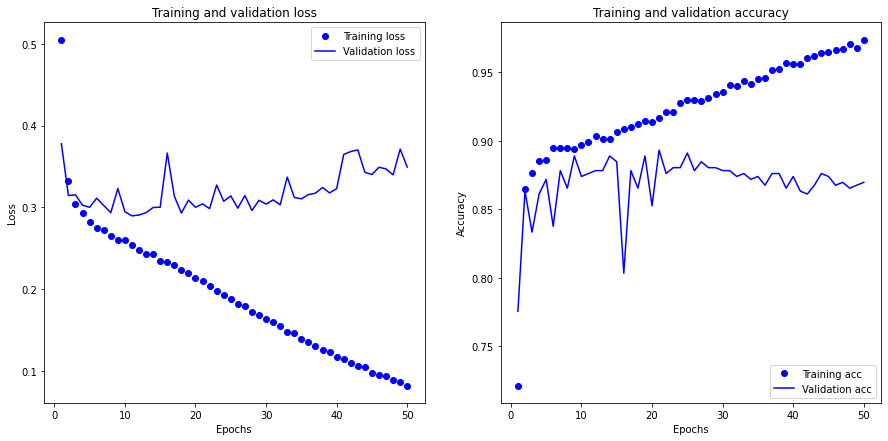 Training and validation loss
Training loss
Validation loss
0.5
0.4
0.3
0.2
0.1
Loss
0
10
20
30
40
50
Epochs
Training and validation accuracy
0.95
0.90
0.85
0.80
0.75
Accuracy
Training acc
Validation acc
0
10
20
30
40
50
Epochs